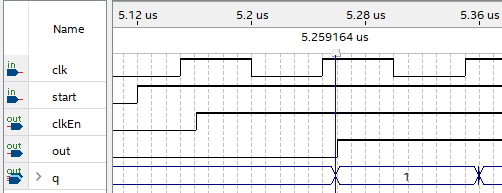 5.12 us 5.2 us 5.28 us 5.36 us
Name
5.259164 us
in clk
in start
out clkEn
out out
out q 1